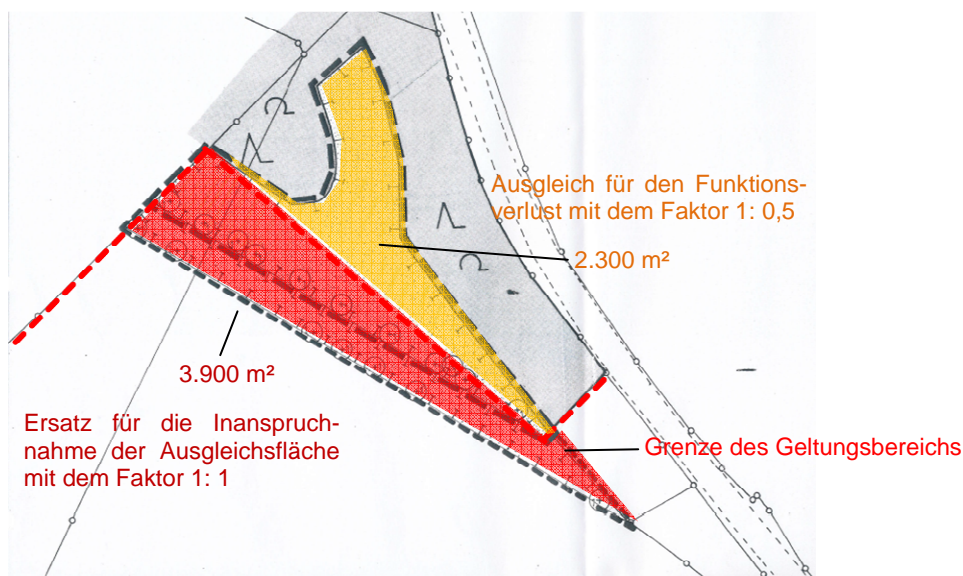 Ausgleich für den Funktions-
verlust mit dem Faktor 1: 0,5
2.300 m²
3.900 m²
Ersatz für die Inanspruch-
nahme der Ausgleichsfläche
mit dem Faktor 1: 1
Grenze des Geltungsbereichs